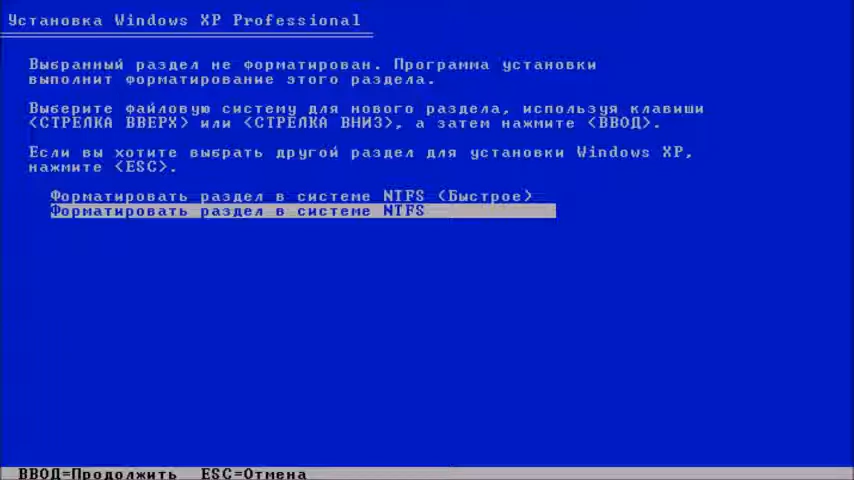 Установка Windows XP Professional
Выбранный раздел не форматирован. Программа установки
выполнит форматирование этого раздела.
Выберите файловую систему для нового раздела, используя клавиши
<СТРЕЛКА ВВЕРХ> или <СТРЕЛКА ВНИЗ>, а затем нажмите <ВВОД>.
Если вы хотите выбрать другой раздел для установки Windows XP,
нажмите <ESC>.
Форматировать раздел в системе NTFS (Быстрое)
Форматировать раздел в системе NTFS
ВВОД=Продолжить ESC=Отмена